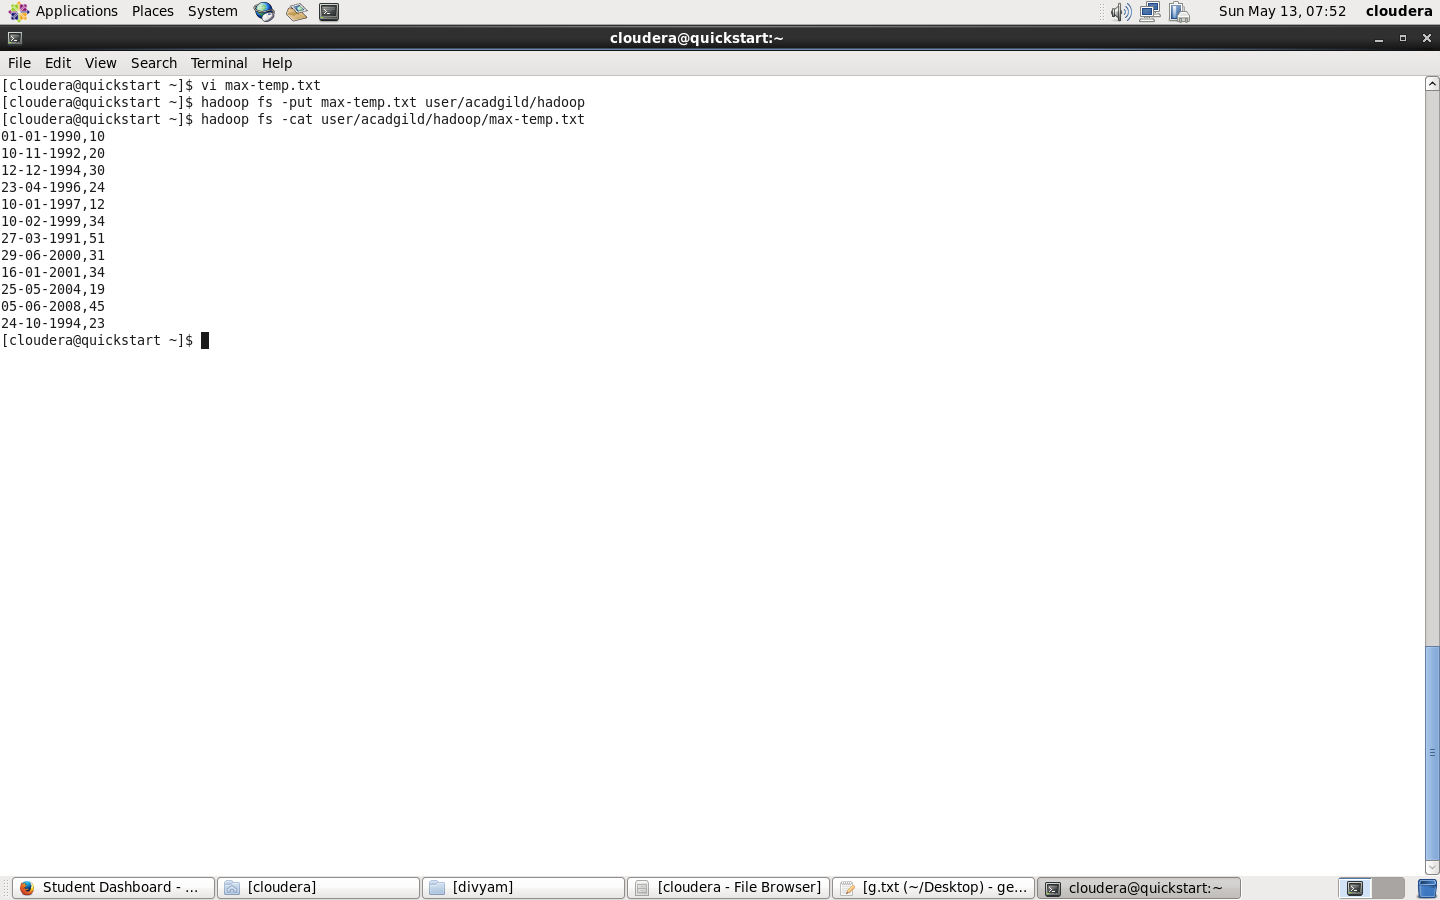 Applications Places System Sun May 13, 07:52 cloudera
cloudera@quickstart:~
File Edit View Search Terminal Help
[cloudera@quickstart ~]$ vi max-temp.txt
[cloudera@quickstart ~]$ hadoop fs -put max-temp.txt user/acadgild/hadoop
[cloudera@quickstart ~]$ hadoop fs -cat user/acadgild/hadoop/max-temp.txt
01-01-1990,10
10-11-1992,20
12-12-1994,30
23-04-1996,24
10-01-1997,12
10-02-1999,34
27-03-1991,51
29-06-2000,31
16-01-2001,34
25-05-2004,19
05-06-2008,45
24-10-1994,23
[cloudera@quickstart ~]$
Student Dashboard - ... [cloudera] [divyam] [cloudera - File Browser] [g.txt (~/Desktop) - ge... cloudera@quickstart:~